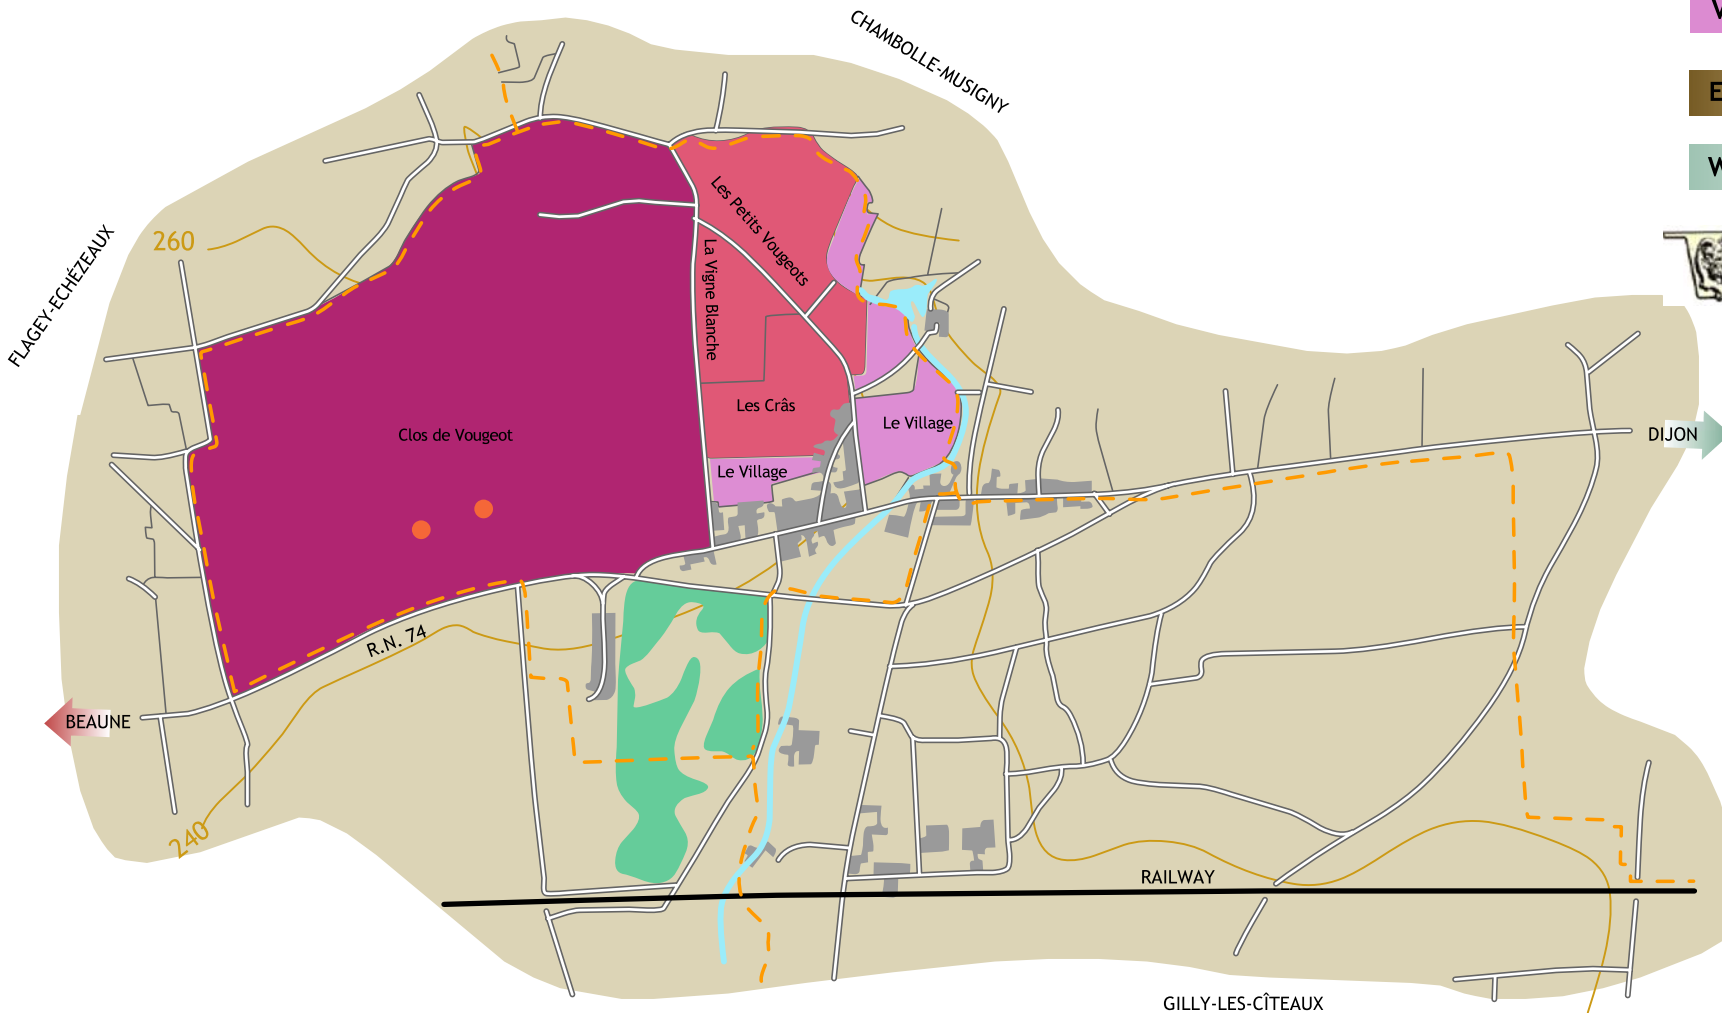 CHAMBOLLE-MUSIGNY
FLAGEY-ECHÉZEAUX
260
Les Petits Vougeots
La Vigne Blanche
Les Crâs
Clos de Vougeot
Le Village
Le Village
DIJON
R.N. 74
BEAUNE
240
RAILWAY
GILLY-LES-CÎTEAUX
E
W